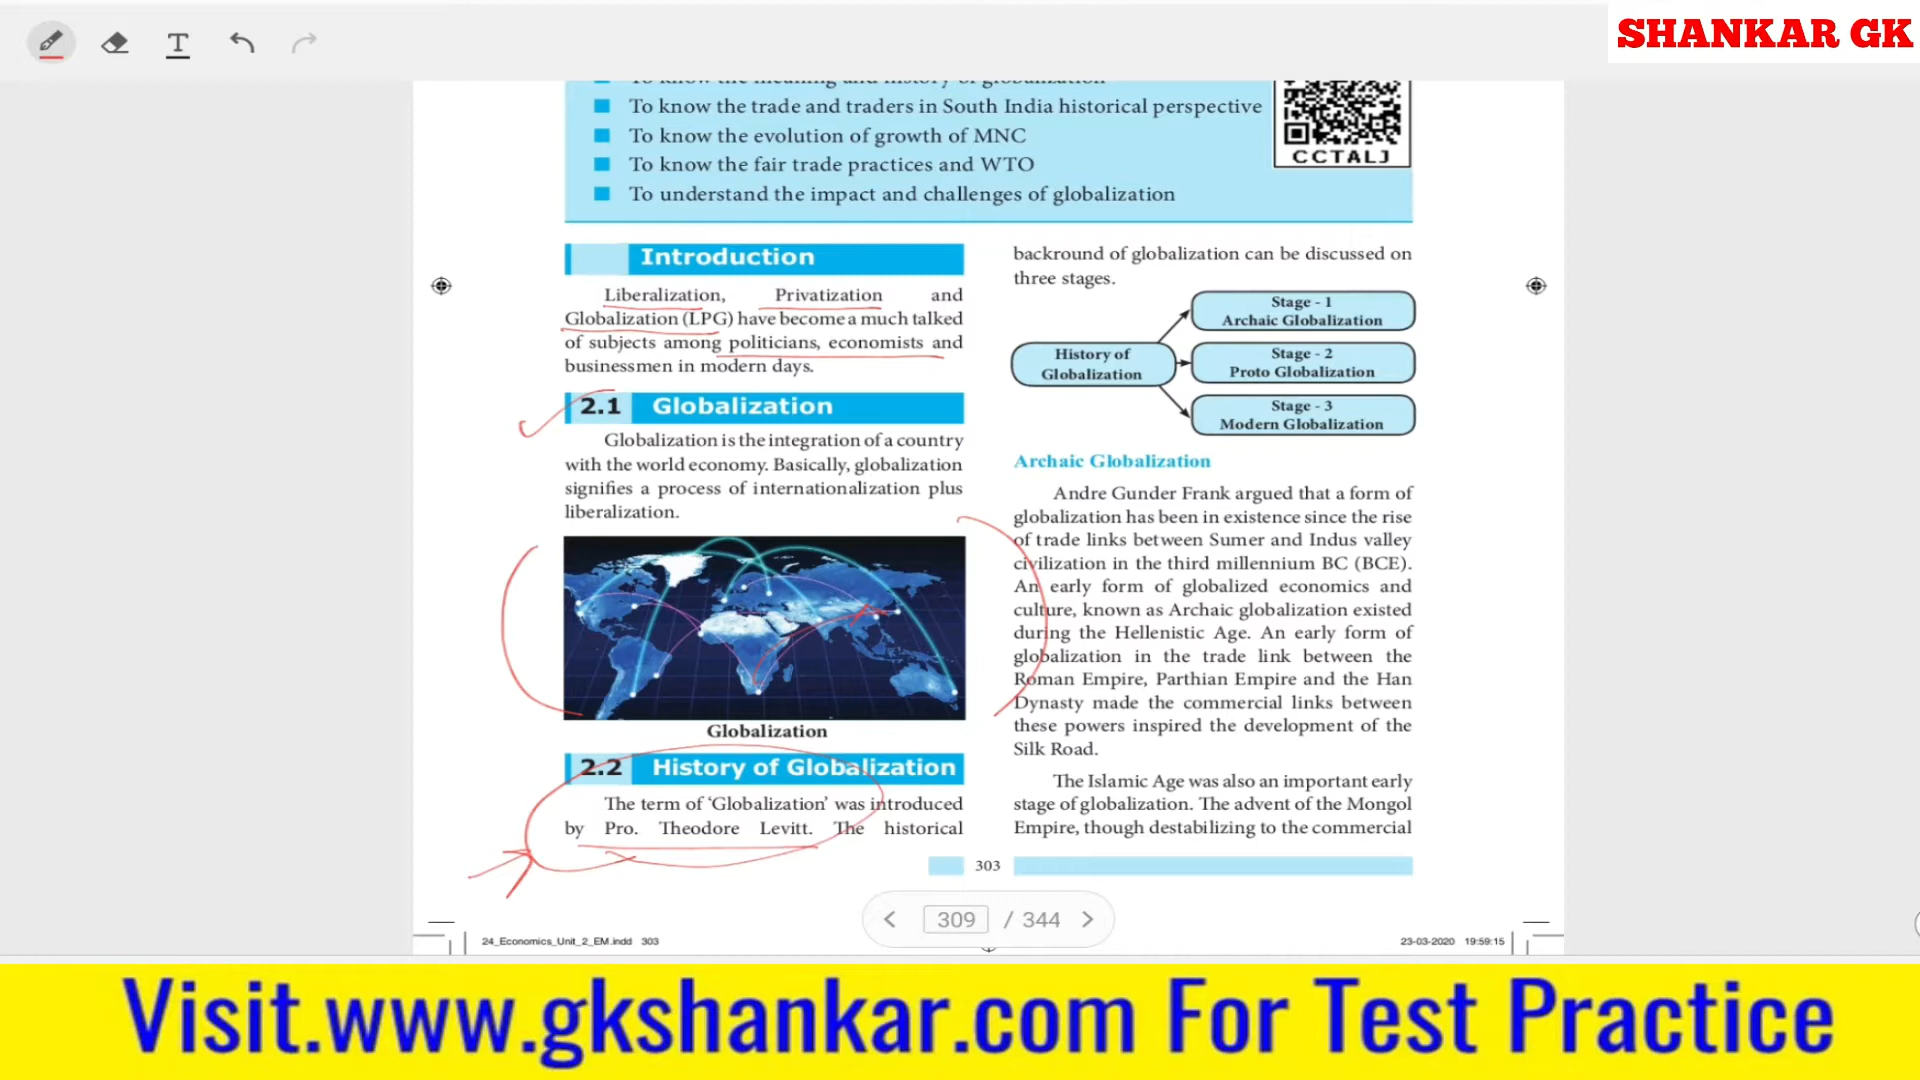 SHANKAR GK
To know the meaning and history of globalization
To know the trade and traders in South India historical perspective
To know the evolution of growth of MNC
To know the fair trade practices and WTO
To understand the impact and challenges of globalization
CCTALJ
Introduction
Liberalization, Privatization and
Globalization (LPG) have become a much talked
of subjects among politicians, economists and
businessmen in modern days.
2.1 Globalization
Globalization is the integration of a country
with the world economy. Basically, globalization
signifies a process of internationalization plus
liberalization.
Globalization
2.2 History of Globalization
The term of ‘Globalization’ was introduced
by Pro. Theodore Levitt. The historical
backround of globalization can be discussed on
three stages.
History of
Globalization
Stage - 1
Archaic Globalization
Stage - 2
Proto Globalization
Stage - 3
Modern Globalization
Archaic Globalization
Andre Gunder Frank argued that a form of
globalization has been in existence since the rise
of trade links between Sumer and Indus valley
civilization in the third millennium BC (BCE).
An early form of globalized economics and
culture, known as Archaic globalization existed
during the Hellenistic Age. An early form of
globalization in the trade link between the
Roman Empire, Parthian Empire and the Han
Dynasty made the commercial links between
these powers inspired the development of the
Silk Road.
The Islamic Age was also an important early
stage of globalization. The advent of the Mongol
Empire, though destabilizing to the commercial
303
309 / 344
24_Economics_Unit_2_EM.indd 303
23-03-2020 19:59:15
Visit.www.gkshankar.com For Test Practice